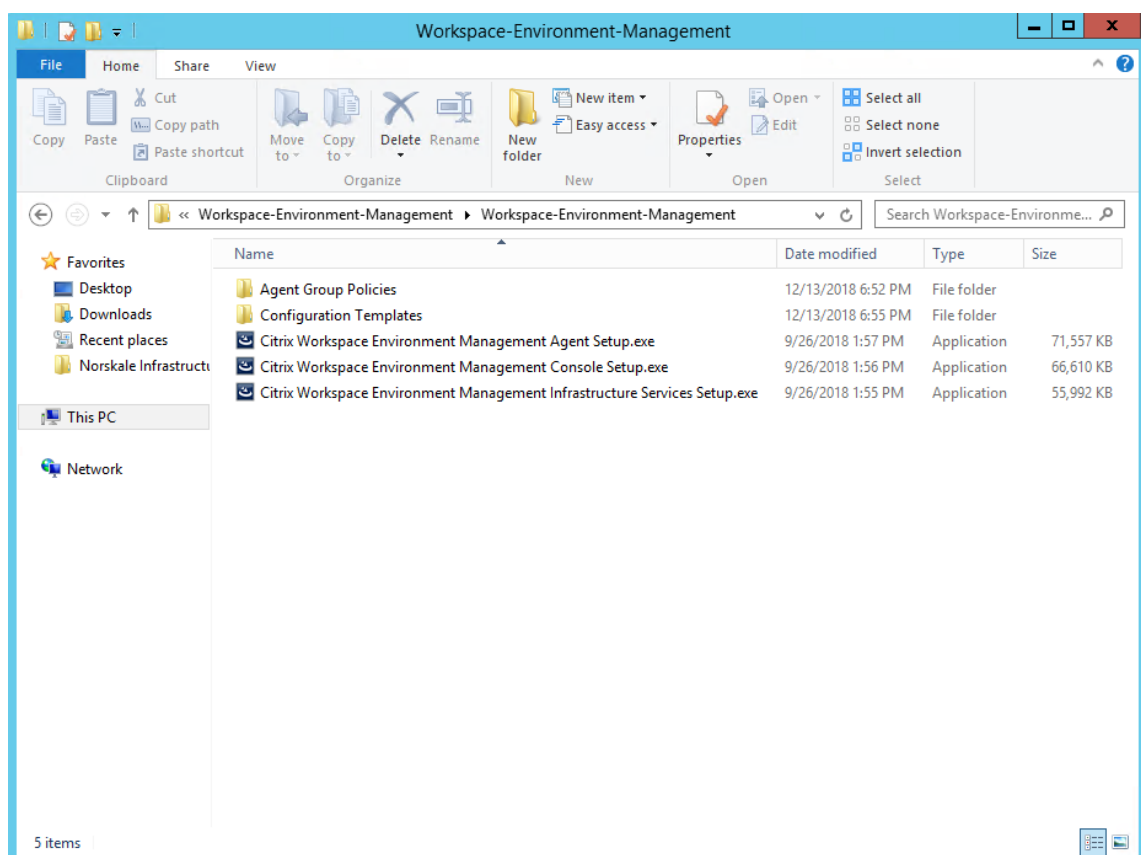 Workspace-Environment-Management
File Home Share View
Copy
Paste
Cut
Copy path
Paste shortcut
Clipboard
Move to
Copy to
Delete
Rename
Organize
New folder
New item
Easy access
New
Properties
Open
Edit
Open
Select all
Select none
Invert selection
Select
« Workspace-Environment-Management Workspace-Environment-Management
Search Workspace-Environme...
Favorites
Desktop
Downloads
Recent places
Norskale Infrastructu
This PC
Network
Name Date modified Type Size
Agent Group Policies 12/13/2018 6:52 PM File folder
Configuration Templates 12/13/2018 6:55 PM File folder
Citrix Workspace Environment Management Agent Setup.exe 9/26/2018 1:57 PM Application 71,557 KB
Citrix Workspace Environment Management Console Setup.exe 9/26/2018 1:56 PM Application 66,610 KB
Citrix Workspace Environment Management Infrastructure Services Setup.exe 9/26/2018 1:55 PM Application 55,992 KB
5 items